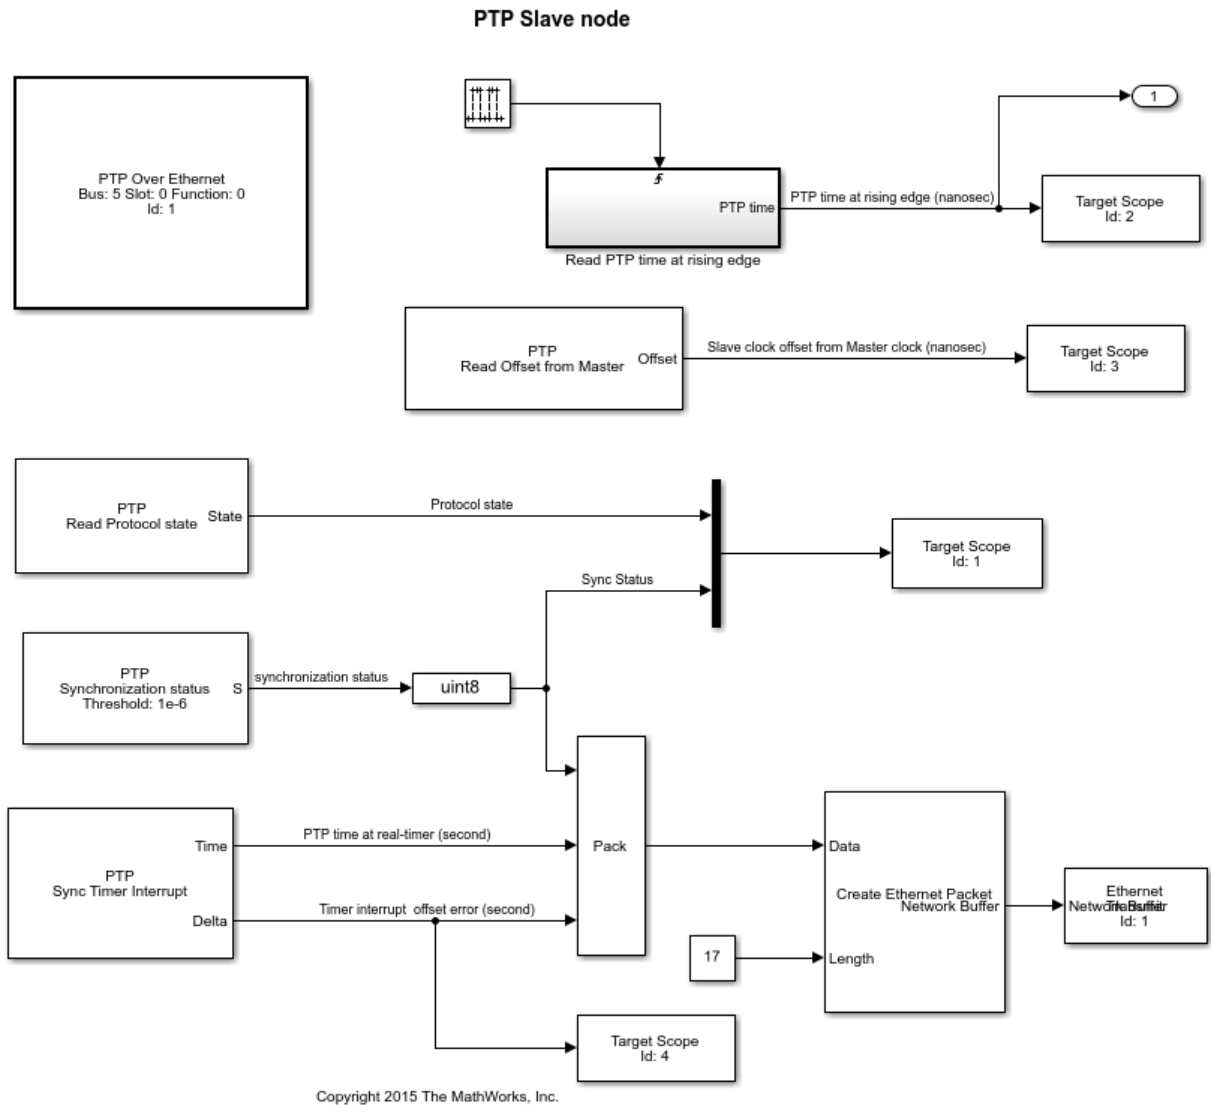 PTP Slave node
1
PTP Over Ethernet
Bus: 5 Slot: 0 Function: 0
Id: 1
PTP time
PTP time at rising edge (nanosec)
Target Scope
Id: 2
Read PTP time at rising edge
PTP
Read Offset from Master
Offset
Slave clock offset from Master clock (nanosec)
Target Scope
Id: 3
PTP
Read Protocol state
State
Protocol state
Target Scope
Id: 1
Sync Status
PTP
Synchronization status
Threshold: 1e-6
S
synchronization status
uint8
PTP
Sync Timer Interrupt
Time
Delta
PTP time at real-timer (second)
Timer interrupt offset error (second)
Pack
Data
Create Ethernet Packet
Network Buffer
Length
17
Ethernet
Network Buffer
Transmit
Id: 1
Target Scope
Id: 4
Copyright 2015 The MathWorks, Inc.